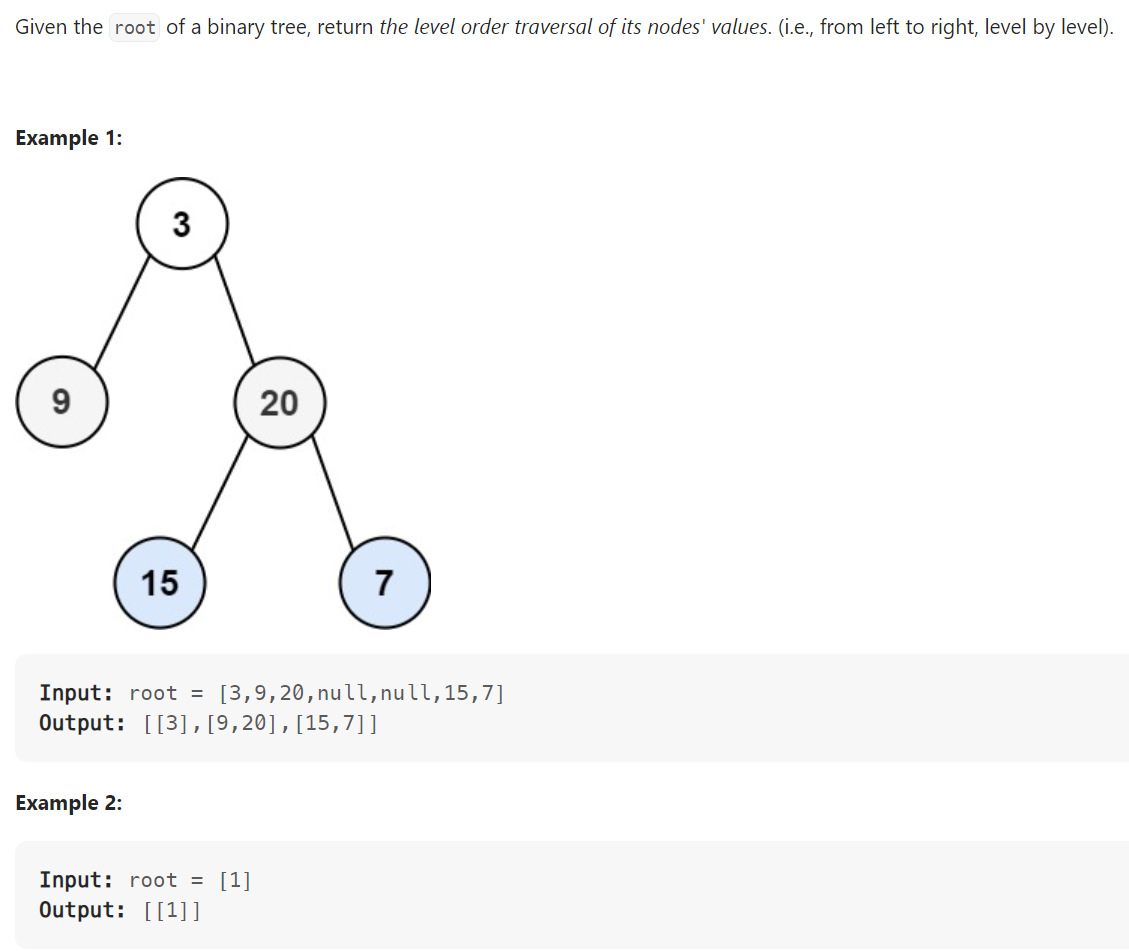 Given the root of a binary tree, return the level order traversal of its nodes' values. (i.e., from left to right, level by level).
Example 1:
3
9
20
15
7
Input: root = [3,9,20,null,null,15,7]
Output: [[3],[9,20],[15,7]]
Example 2:
Input: root = [1]
Output: [[1]]